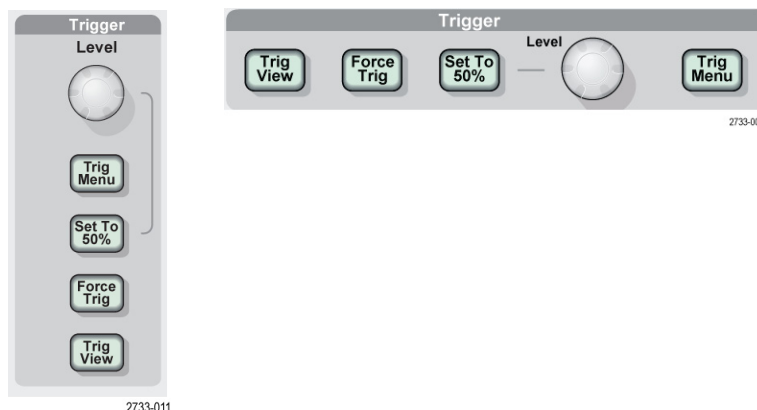 Trigger
Level
Trig
Menu
Set To
50%
Force
Trig
Trig
View
2733-011
Trigger
Trig
View
Force
Trig
Set To
50%
Level
Trig
Menu